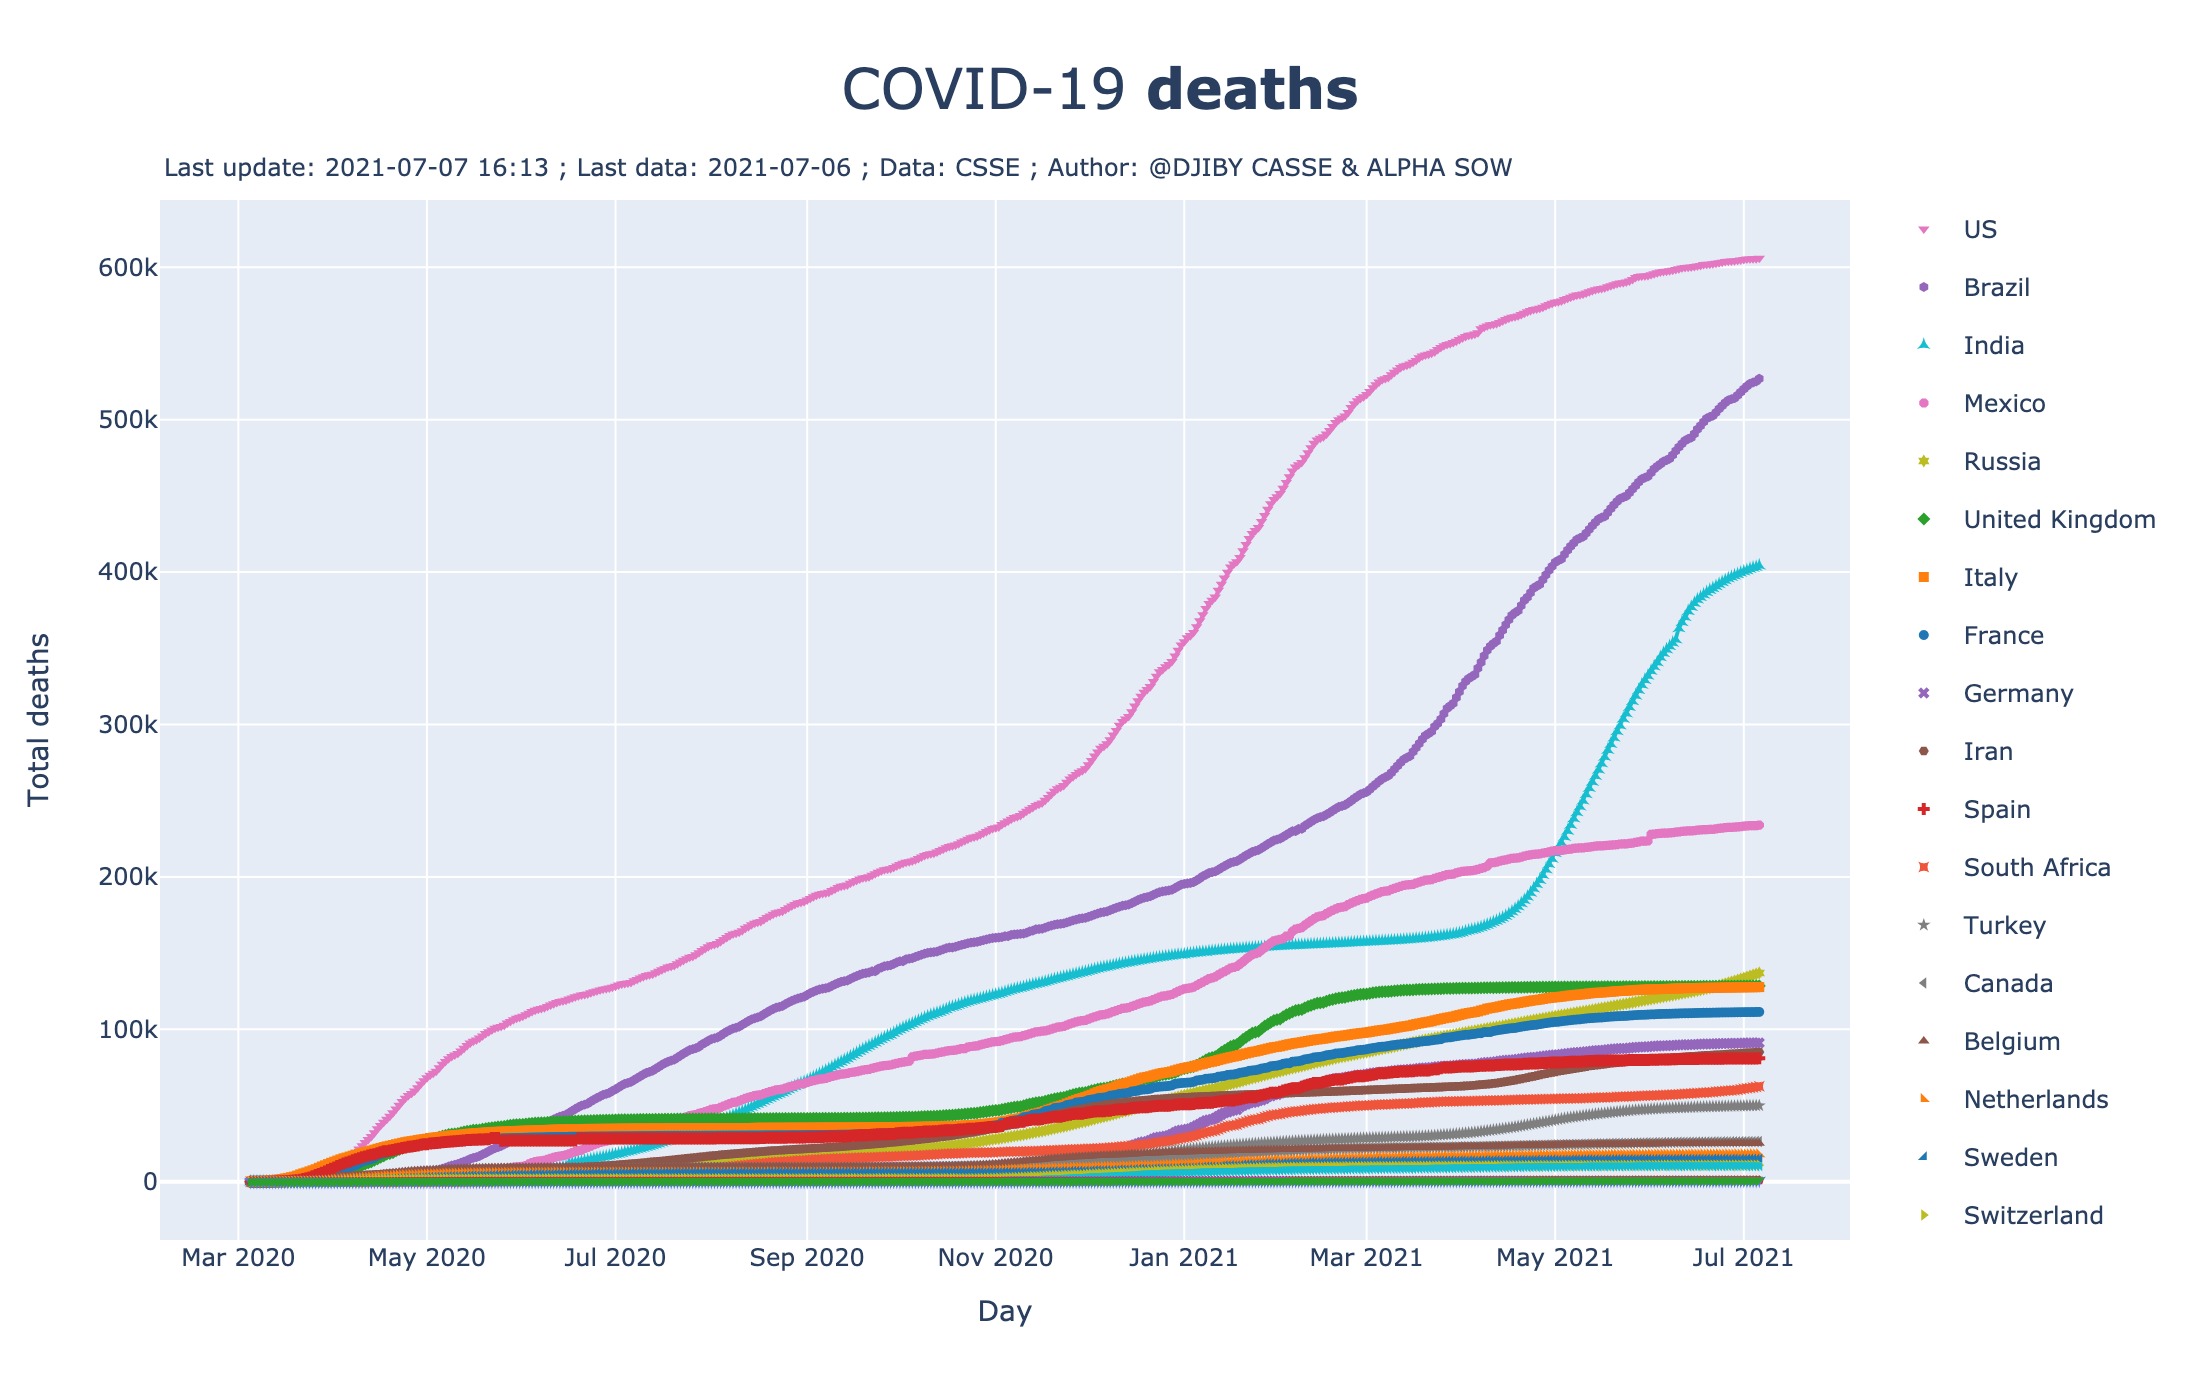 COVID-19 deaths
Last update: 2021-07-07 16:13 ; Last data: 2021-07-06 ; Data: CSSE ; Author: @DJIBY CASSE & ALPHA SOW
600k
500k
400k
300k
200k
100k
0
Total deaths
Mar 2020
May 2020
Jul 2020
Sep 2020
Nov 2020
Jan 2021
Mar 2021
May 2021
Jul 2021
Day
US
Brazil
India
Mexico
Russia
United Kingdom
Italy
France
Germany
Iran
Spain
South Africa
Turkey
Canada
Belgium
Netherlands
Sweden
Switzerland